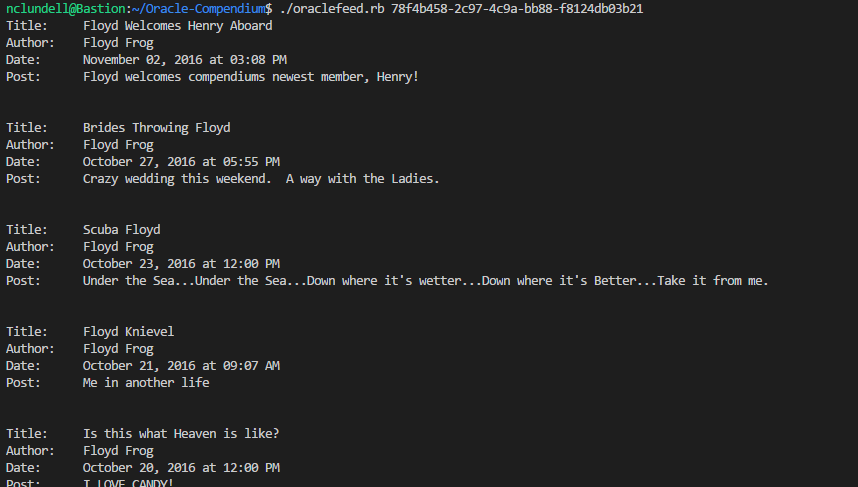 nclundell@Bastion:~/Oracle-Compendium$ ./oraclefeed.rb 78f4b458-2c97-4c9a-bb88-f8124db03b21
Title: Floyd Welcomes Henry Aboard
Author: Floyd Frog
Date: November 02, 2016 at 03:08 PM
Post: Floyd welcomes compendiums newest member, Henry!
Title: Brides Throwing Floyd
Author: Floyd Frog
Date: October 27, 2016 at 05:55 PM
Post: Crazy wedding this weekend.  A way with the Ladies.
Title: Scuba Floyd
Author: Floyd Frog
Date: October 23, 2016 at 12:00 PM
Post: Under the Sea...Under the Sea...Down where it's wetter...Down where it's Better...Take it from me.
Title: Floyd Knievel
Author: Floyd Frog
Date: October 21, 2016 at 09:07 AM
Post: Me in another life
Title: Is this what Heaven is like?
Author: Floyd Frog
Date: October 20, 2016 at 12:00 PM
Post: I LOVE CANDY!